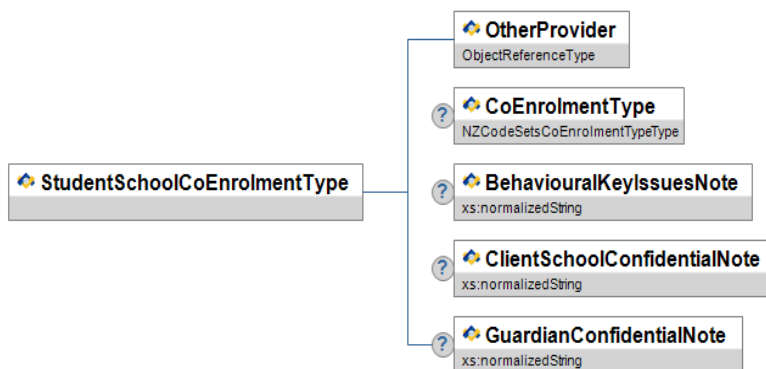 OtherProvider
ObjectReferenceType
?
CoEnrolmentType
NZCodeSetsCoEnrolmentTypeType
StudentSchoolCoEnrolmentType
?
BehaviouralKeyIssuesNote
xs:normalizedString
?
ClientSchoolConfidentialNote
xs:normalizedString
?
GuardianConfidentialNote
xs:normalizedString